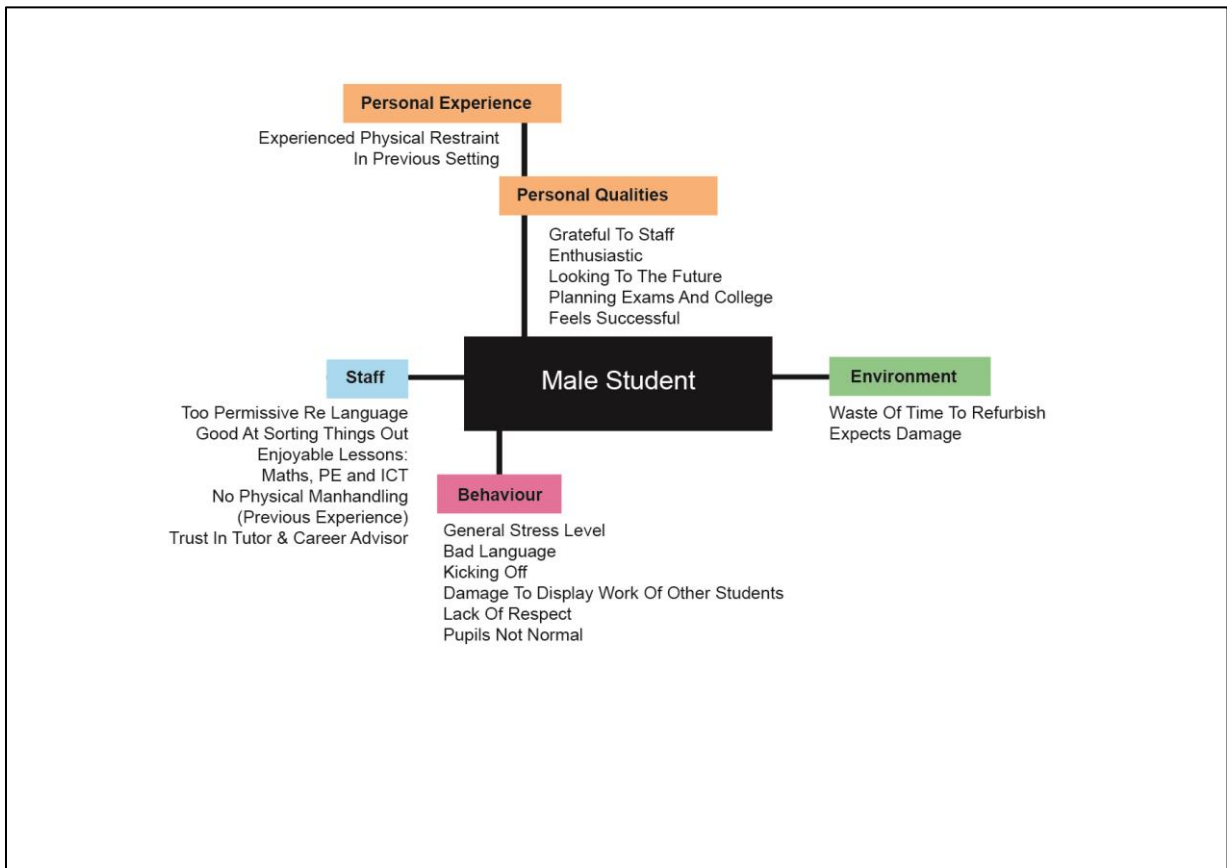 Personal Experience
Experienced Physical Restraint
In Previous Setting
Personal Qualities
Grateful To Staff
Enthusiastic
Looking To The Future
Planning Exams And College
Feels Successful
Male Student
Staff
Too Permissive Re Language
Good At Sorting Things Out
Enjoyable Lessons:
Maths, PE and ICT
No Physical Manhandling
(Previous Experience)
Trust In Tutor & Career Advisor
Environment
Waste Of Time To Refurbish
Expects Damage
Behaviour
General Stress Level
Bad Language
Kicking Off
Damage To Display Work Of Other Students
Lack Of Respect
Pupils Not Normal